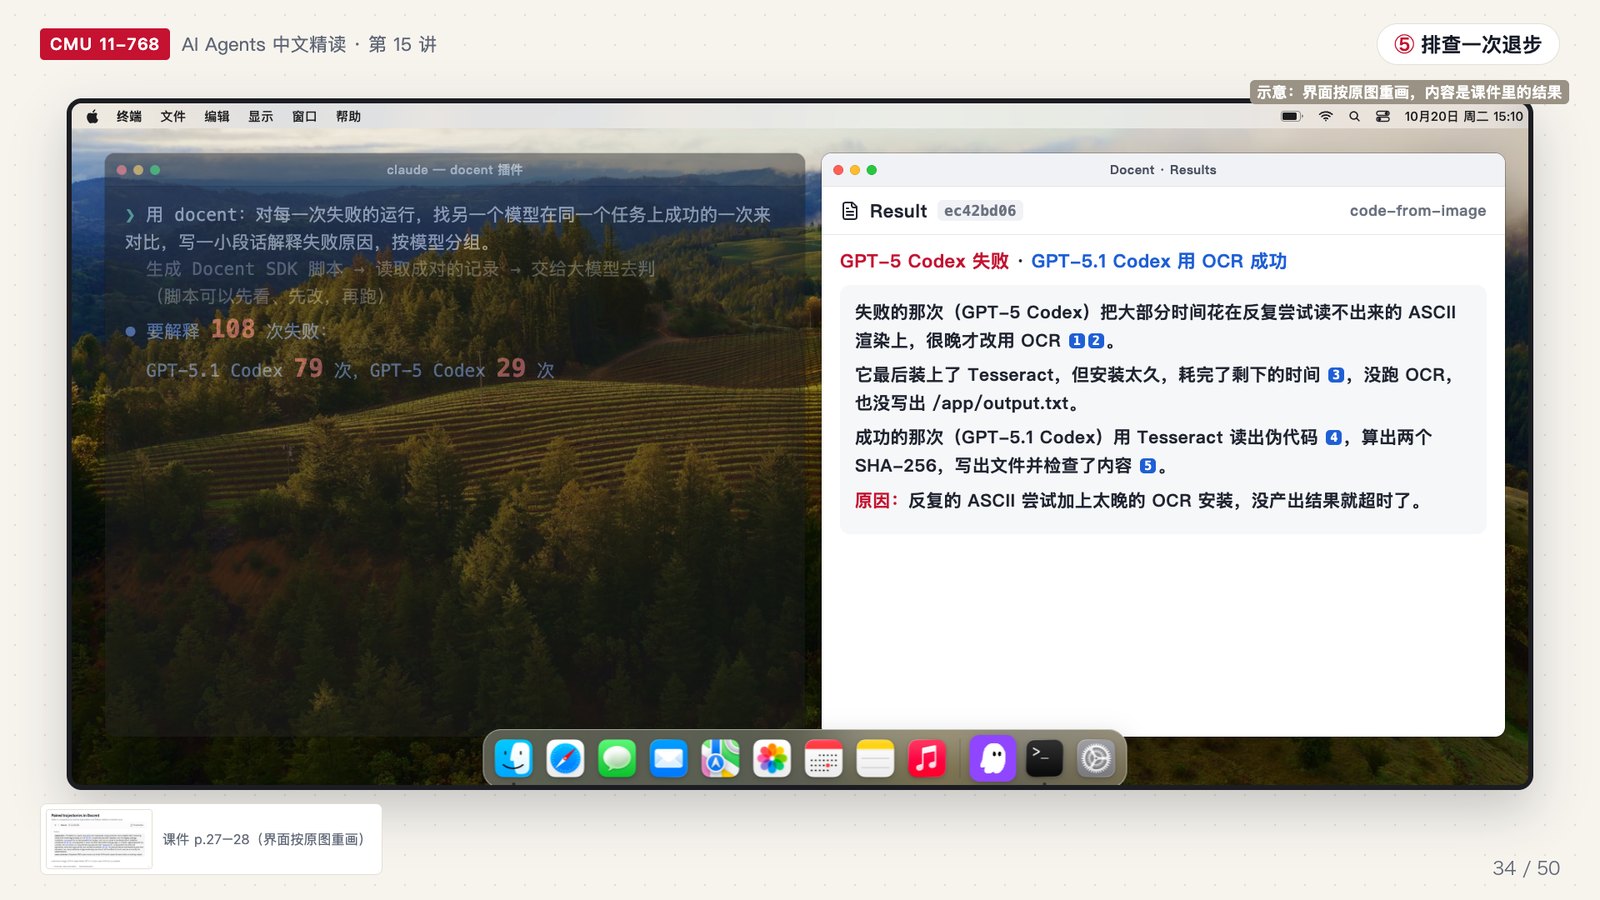 CMU 11-768 AI Agents 中文精读 · 第 15 讲
⑤ 排查一次退步
示意：界面按原图重画，内容是课件里的结果
终端 文件 编辑 显示 窗口 帮助
10月20日 周二 15:10
claude — docent 插件
❯ 用 docent：对每一次失败的运行，找另一个模型在同一个任务上成功的一次来
对比，写一小段话解释失败原因，按模型分组。
生成 Docent SDK 脚本 → 读取成对的记录 → 交给大模型去判
（脚本可以先看、先改，再跑）
● 要解释 108 次失败：
GPT-5.1 Codex 79 次，GPT-5 Codex 29 次
Docent · Results
Result ec42bd06
code-from-image
GPT-5 Codex 失败 · GPT-5.1 Codex 用 OCR 成功
失败的那次（GPT-5 Codex）把大部分时间花在反复尝试读不出来的 ASCII
渲染上，很晚才改用 OCR 1 2。
它最后装上了 Tesseract，但安装太久，耗完了剩下的时间 3，没跑 OCR，
也没写出 /app/output.txt。
成功的那次（GPT-5.1 Codex）用 Tesseract 读出伪代码 4，算出两个
SHA-256，写出文件并检查了内容 5。
原因：反复的 ASCII 尝试加上太晚的 OCR 安装，没产出结果就超时了。
课件 p.27—28（界面按原图重画）
34 / 50